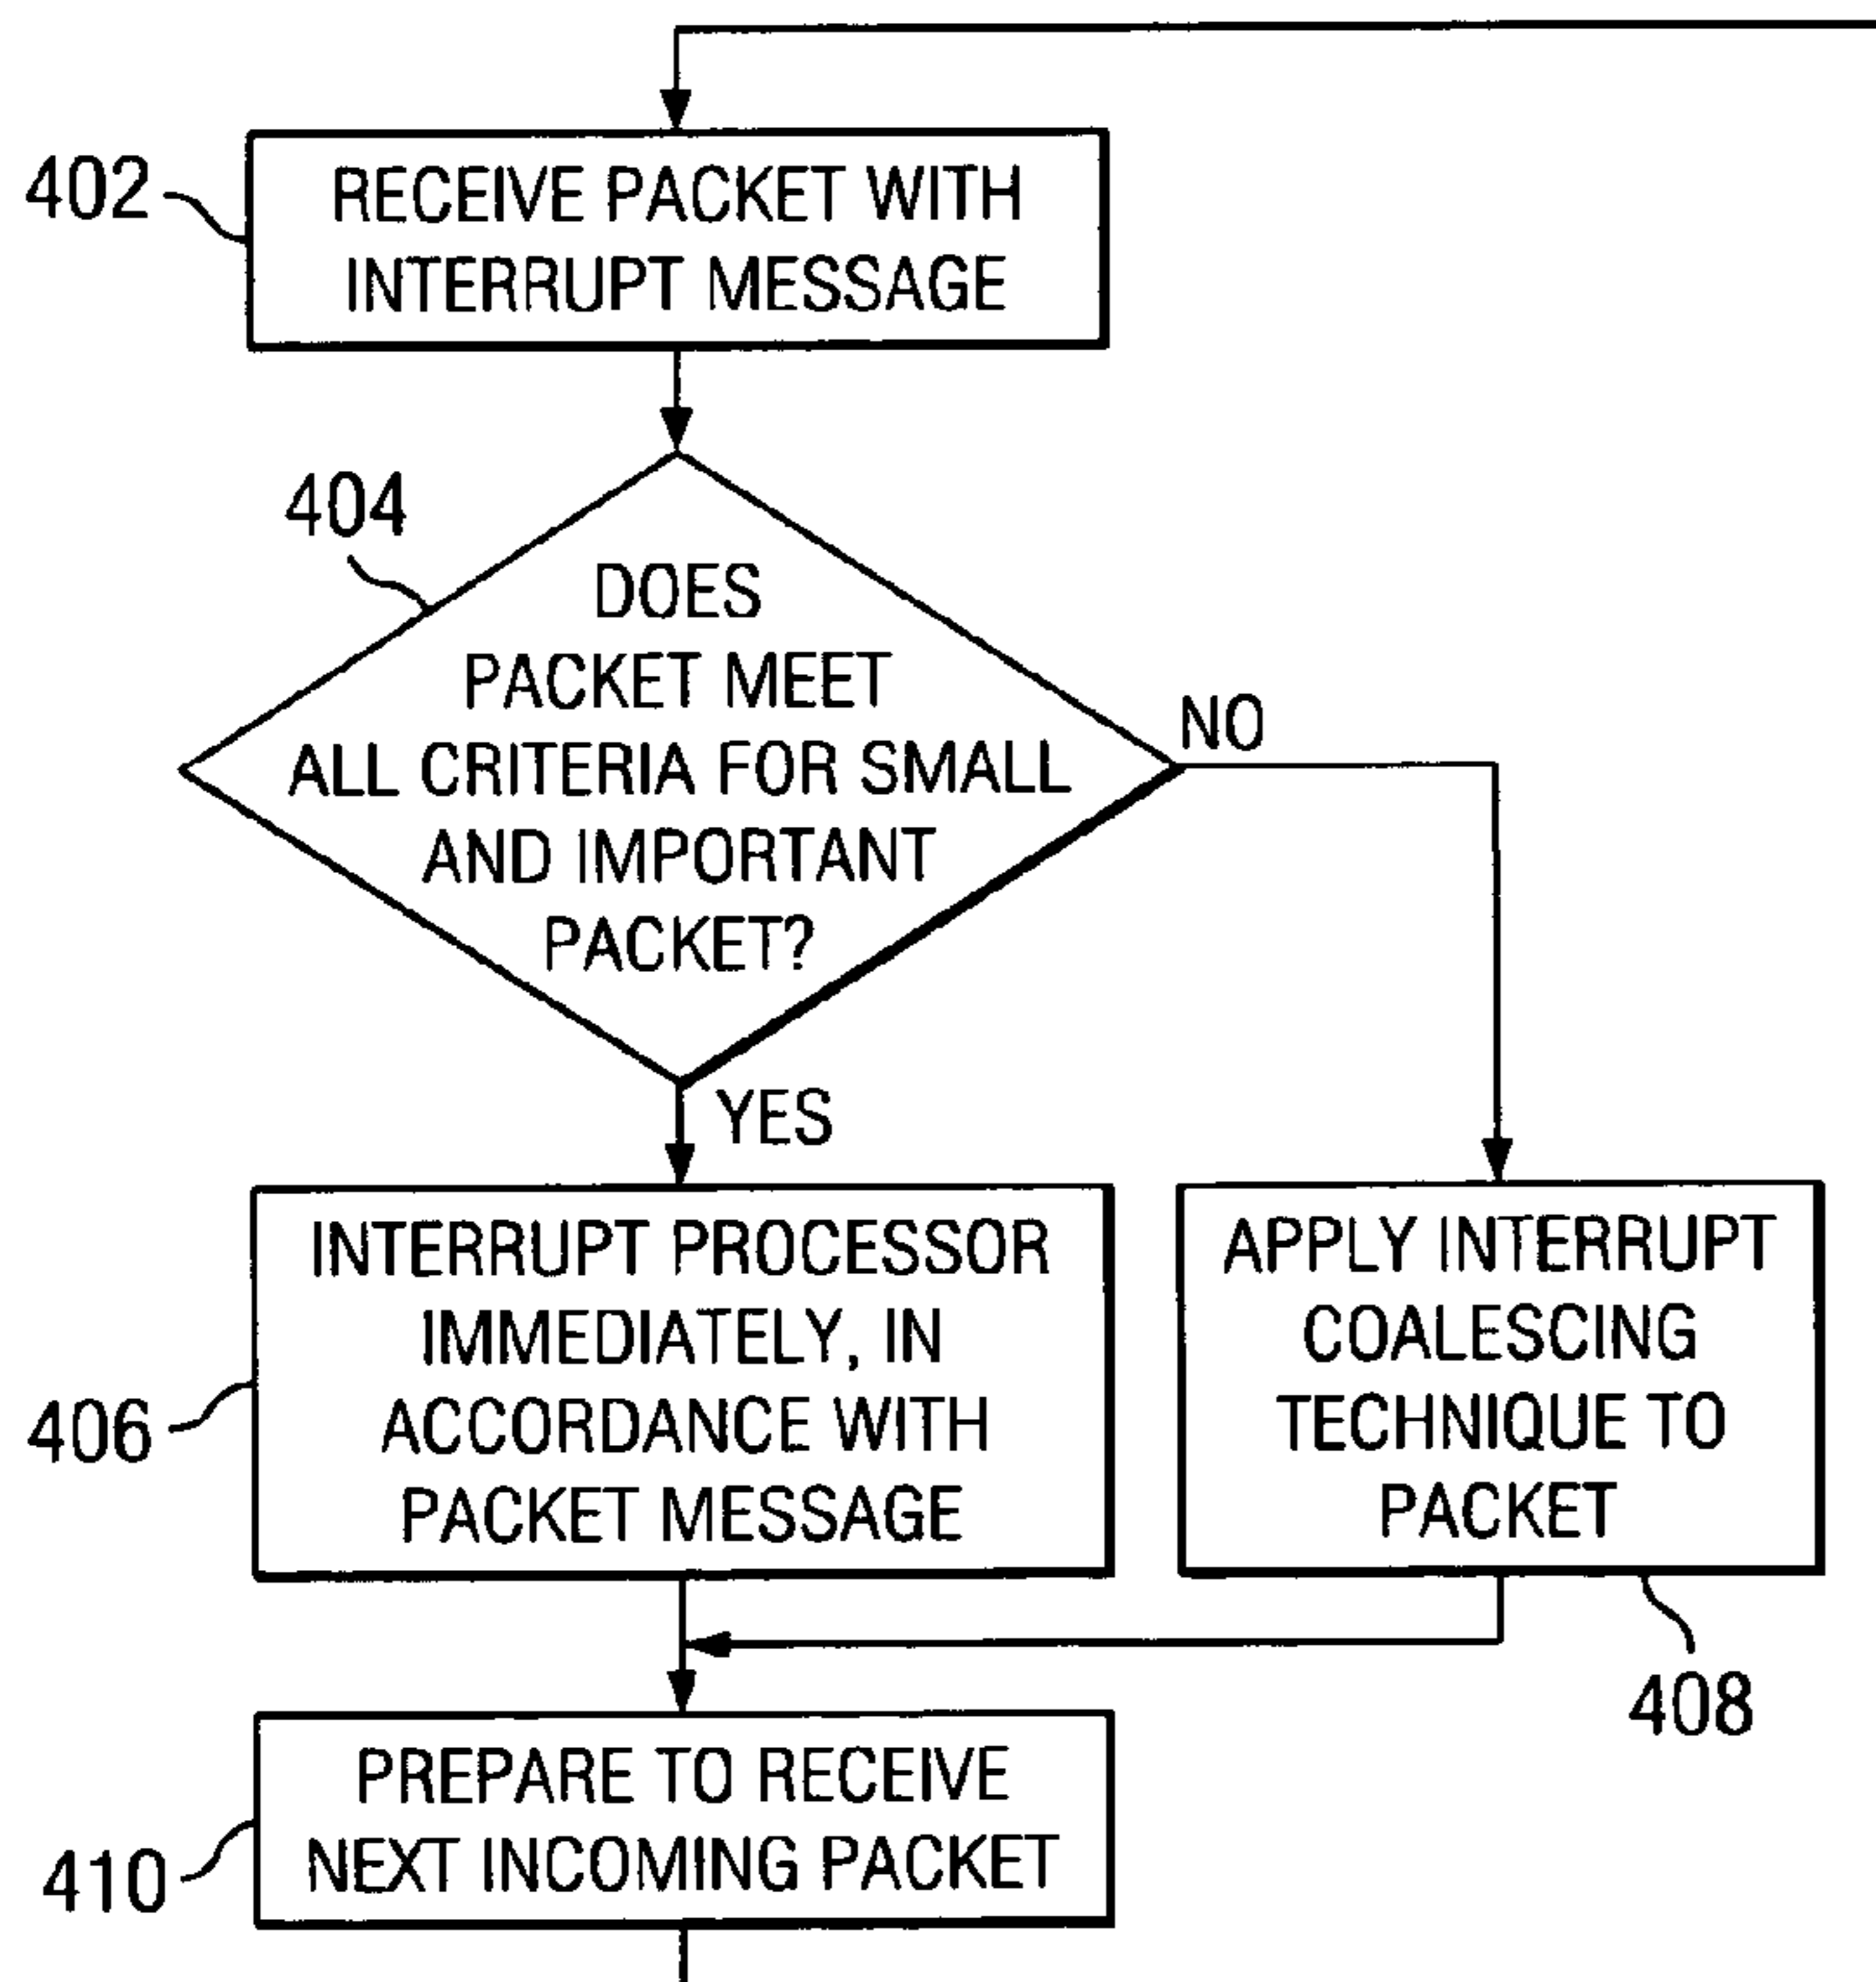 402
RECEIVE PACKET WITH
INTERRUPT MESSAGE
404
DOES
PACKET MEET
ALL CRITERIA FOR SMALL
AND IMPORTANT
PACKET?
NO
YES
406
INTERRUPT PROCESSOR
IMMEDIATELY, IN
ACCORDANCE WITH
PACKET MESSAGE
APPLY INTERRUPT
COALESCING
TECHNIQUE TO
PACKET
408
410
PREPARE TO RECEIVE
NEXT INCOMING PACKET